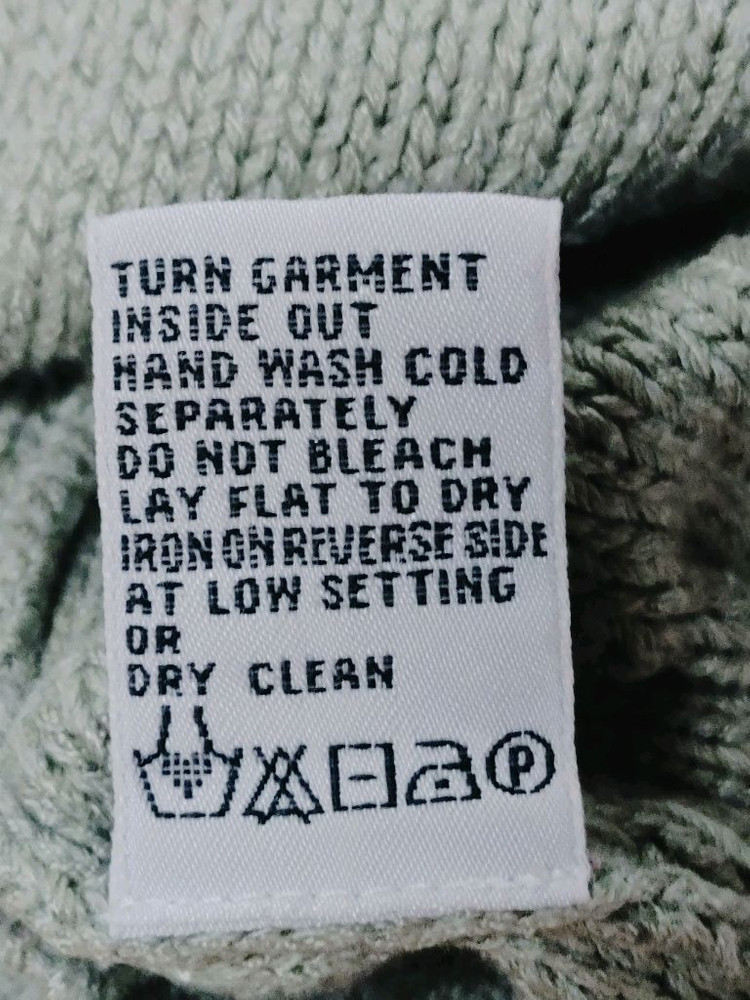 TURN GARMENT
INSIDE OUT
HAND WASH COLD
SEPARATELY
DO NOT BLEACH
LAY FLAT TO DRY
IRON ON REVERSE SIDE
AT LOW SETTING
OR
DRY CLEAN
P